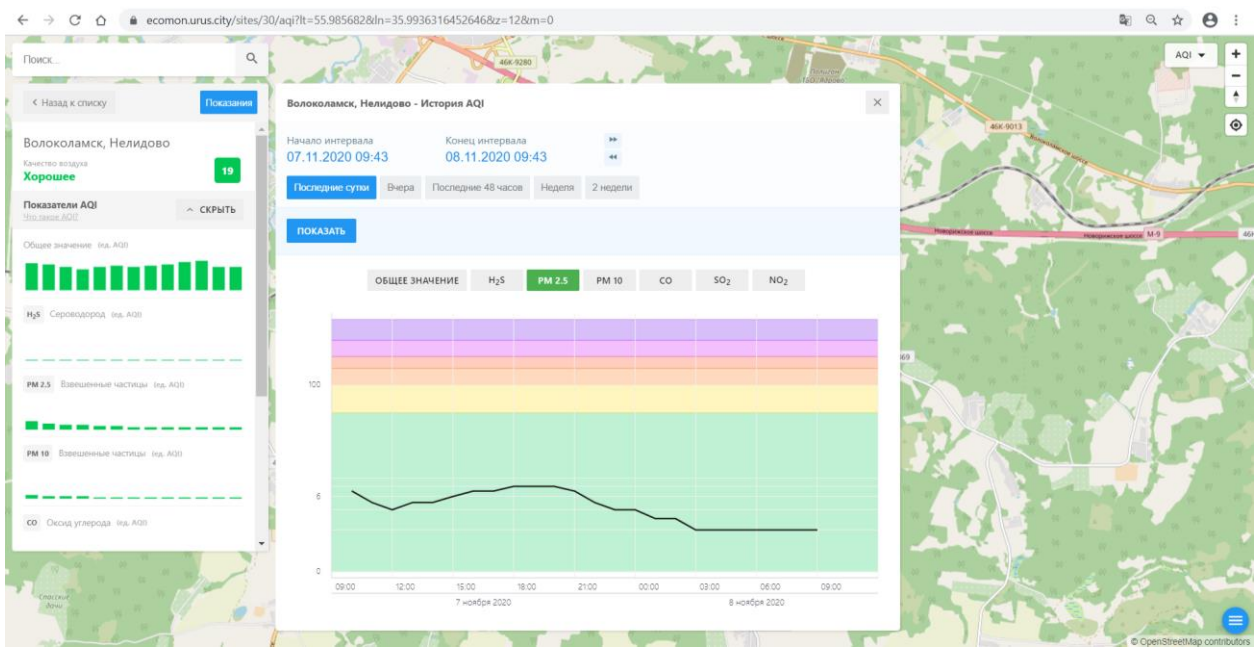 ecomon.urus.city/sites/30/aqi?lt=55.985682&ln=35.9936316452646&z=12&m=0
Поиск...
46К-9280
AQI
Назад к списку
Показания
Волоколамск, Нелидово
Качество воздуха
Хорошее
19
Показатели AQI
Что такое AQI?
СКРЫТЬ
Общее значение (ед. AQI)
H₂S Сероводород (ед. AQI)
PM 2.5 Взвешенные частицы (ед. AQI)
PM 10 Взвешенные частицы (ед. AQI)
CO Оксид углерода (ед. AQI)
Волоколамск, Нелидово - История AQI
Начало интервала
07.11.2020 09:43
Конец интервала
08.11.2020 09:43
Последние сутки Вчера Последние 48 часов Неделя 2 недели
ПОКАЗАТЬ
ОБЩЕЕ ЗНАЧЕНИЕ H₂S PM 2.5 PM 10 CO SO₂ NO₂
100
6
0
09:00 12:00 15:00 18:00 21:00 00:00 03:00 06:00 09:00
7 ноября 2020 8 ноября 2020
46К-9013
Новорижское шоссе
Новорижское шоссе М-9
Спасские
© OpenStreetMap contributors